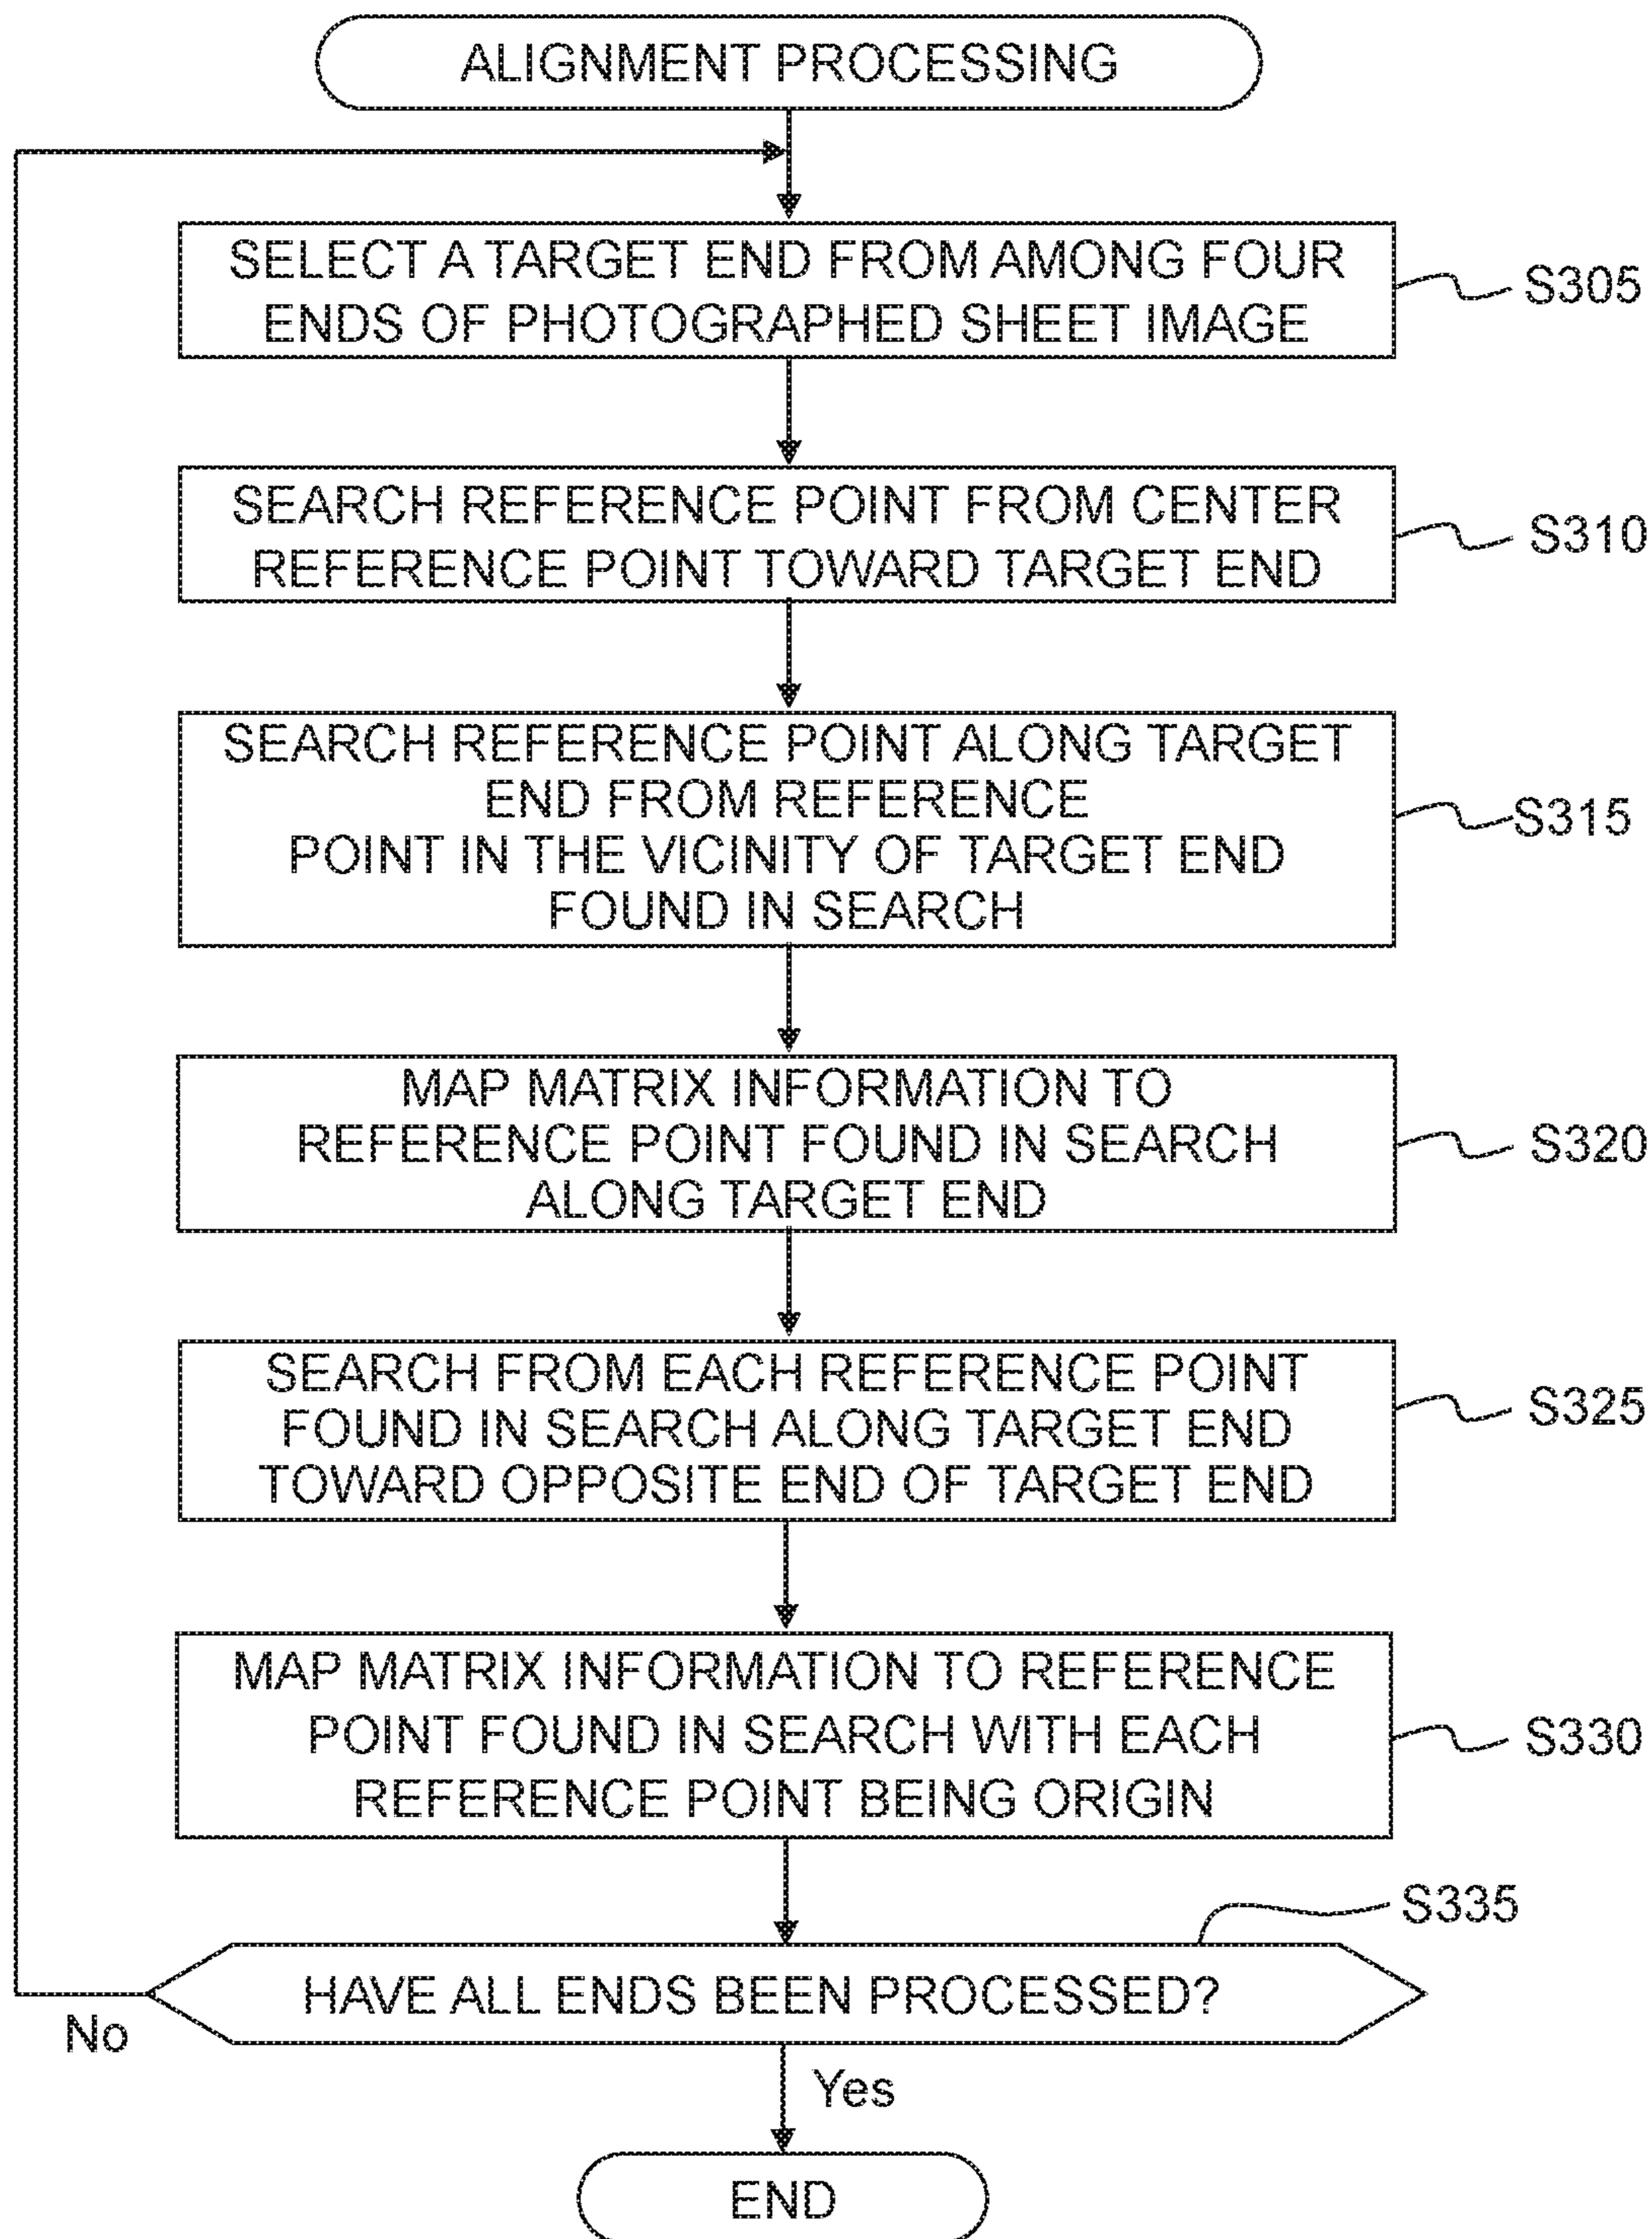 ALIGNMENT PROCESSING
SELECT A TARGET END FROM AMONG FOUR
ENDS OF PHOTOGRAPHED SHEET IMAGE
S305
SEARCH REFERENCE POINT FROM CENTER
REFERENCE POINT TOWARD TARGET END
S310
SEARCH REFERENCE POINT ALONG TARGET
END FROM REFERENCE
POINT IN THE VICINITY OF TARGET END
FOUND IN SEARCH
S315
MAP MATRIX INFORMATION TO
REFERENCE POINT FOUND IN SEARCH
ALONG TARGET END
S320
SEARCH FROM EACH REFERENCE POINT
FOUND IN SEARCH ALONG TARGET END
TOWARD OPPOSITE END OF TARGET END
S325
MAP MATRIX INFORMATION TO REFERENCE
POINT FOUND IN SEARCH WITH EACH
REFERENCE POINT BEING ORIGIN
S330
S335
HAVE ALL ENDS BEEN PROCESSED?
No
Yes
END